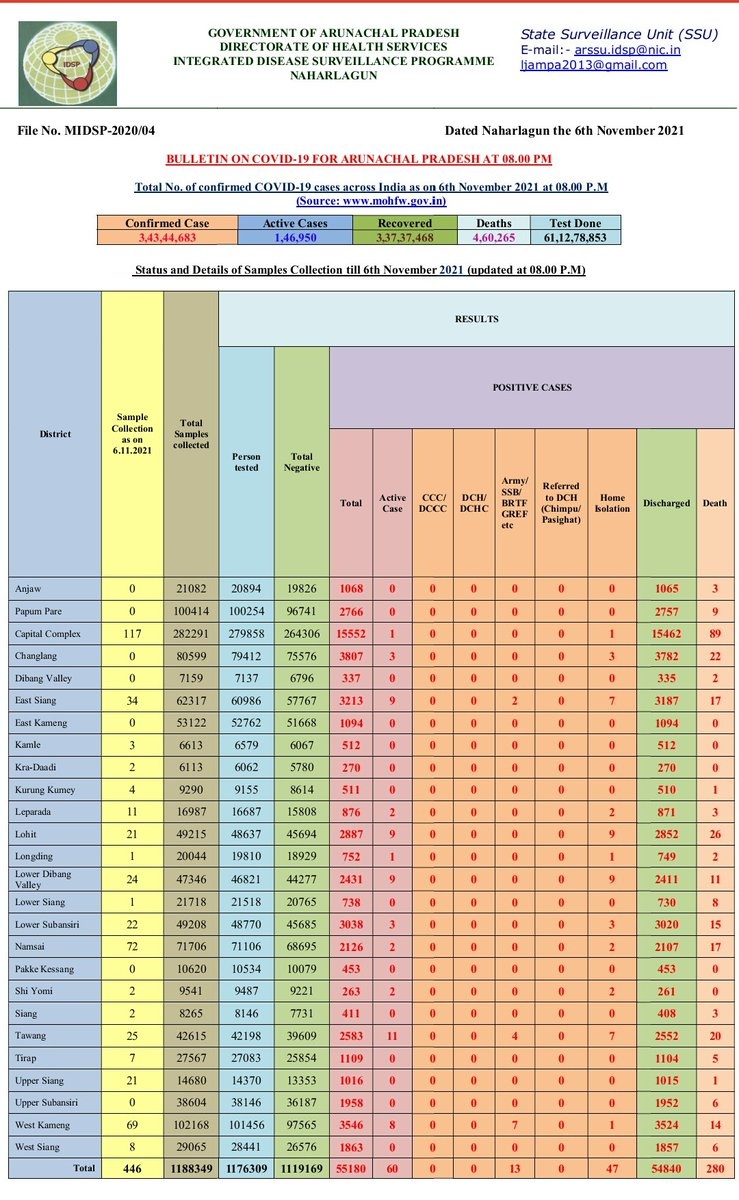 IDSP
GOVERNMENT OF ARUNACHAL PRADESH
DIRECTORATE OF HEALTH SERVICES
INTEGRATED DISEASE SURVEILLANCE PROGRAMME
NAHARLAGUN
State Surveillance Unit (SSU)
E-mail:- arssu.idsp@nic.in
ljampa2013@gmail.com
File No. MIDSP-2020/04 Dated Naharlagun the 6th November 2021
BULLETIN ON COVID-19 FOR ARUNACHAL PRADESH AT 08.00 PM
Total No. of confirmed COVID-19 cases across India as on 6th November 2021 at 08.00 P.M
(Source: www.mohfw.gov.in)
Confirmed Case Active Cases Recovered Deaths Test Done
3,43,44,683 1,46,950 3,37,37,468 4,60,265 61,12,78,853
Status and Details of Samples Collection till 6th November 2021 (updated at 08.00 P.M)
RESULTS
POSITIVE CASES
District
Sample
Collection
as on
6.11.2021
Total
Samples
collected
Person
tested
Total
Negative
Total
Active
Case
CCC/
DCCC
DCH/
DCHC
Army/
SSB/
BRTF
GREF
etc
Referred
to DCH
(Chimpu/
Pasighat)
Home
Isolation
Discharged
Death
Anjaw 0 21082 20894 19826 1068 0 0 0 0 0 0 1065 3
Papum Pare 0 100414 100254 96741 2766 0 0 0 0 0 0 2757 9
Capital Complex 117 282291 279858 264306 15552 1 0 0 0 0 1 15462 89
Changlang 0 80599 79412 75576 3807 3 0 0 0 0 3 3782 22
Dibang Valley 0 7159 7137 6796 337 0 0 0 0 0 0 335 2
East Siang 34 62317 60986 57767 3213 9 0 0 2 0 7 3187 17
East Kameng 0 53122 52762 51668 1094 0 0 0 0 0 0 1094 0
Kamle 3 6613 6579 6067 512 0 0 0 0 0 0 512 0
Kra-Daadi 2 6113 6062 5780 270 0 0 0 0 0 0 270 0
Kurung Kumey 4 9290 9155 8614 511 0 0 0 0 0 0 510 1
Leparada 11 16987 16687 15808 876 2 0 0 0 0 2 871 3
Lohit 21 49215 48637 45694 2887 9 0 0 0 0 9 2852 26
Longding 1 20044 19810 18929 752 1 0 0 0 0 1 749 2
Lower Dibang
Valley 24 47346 46821 44277 2431 9 0 0 0 0 9 2411 11
Lower Siang 1 21718 21518 20765 738 0 0 0 0 0 0 730 8
Lower Subansiri 22 49208 48770 45685 3038 3 0 0 0 0 3 3020 15
Namsai 72 71706 71106 68695 2126 2 0 0 0 0 2 2107 17
Pakke Kessang 0 10620 10534 10079 453 0 0 0 0 0 0 453 0
Shi Yomi 2 9541 9487 9221 263 2 0 0 0 0 2 261 0
Siang 2 8265 8146 7731 411 0 0 0 0 0 0 408 3
Tawang 25 42615 42198 39609 2583 11 0 0 4 0 7 2552 20
Tirap 7 27567 27083 25854 1109 0 0 0 0 0 0 1104 5
Upper Siang 21 14680 14370 13353 1016 0 0 0 0 0 0 1015 1
Upper Subansiri 0 38604 38146 36187 1958 0 0 0 0 0 0 1952 6
West Kameng 69 102168 101456 97565 3546 8 0 0 7 0 1 3524 14
West Siang 8 29065 28441 26576 1863 0 0 0 0 0 0 1857 6
Total 446 1188349 1176309 1119169 55180 60 0 0 13 0 47 54840 280